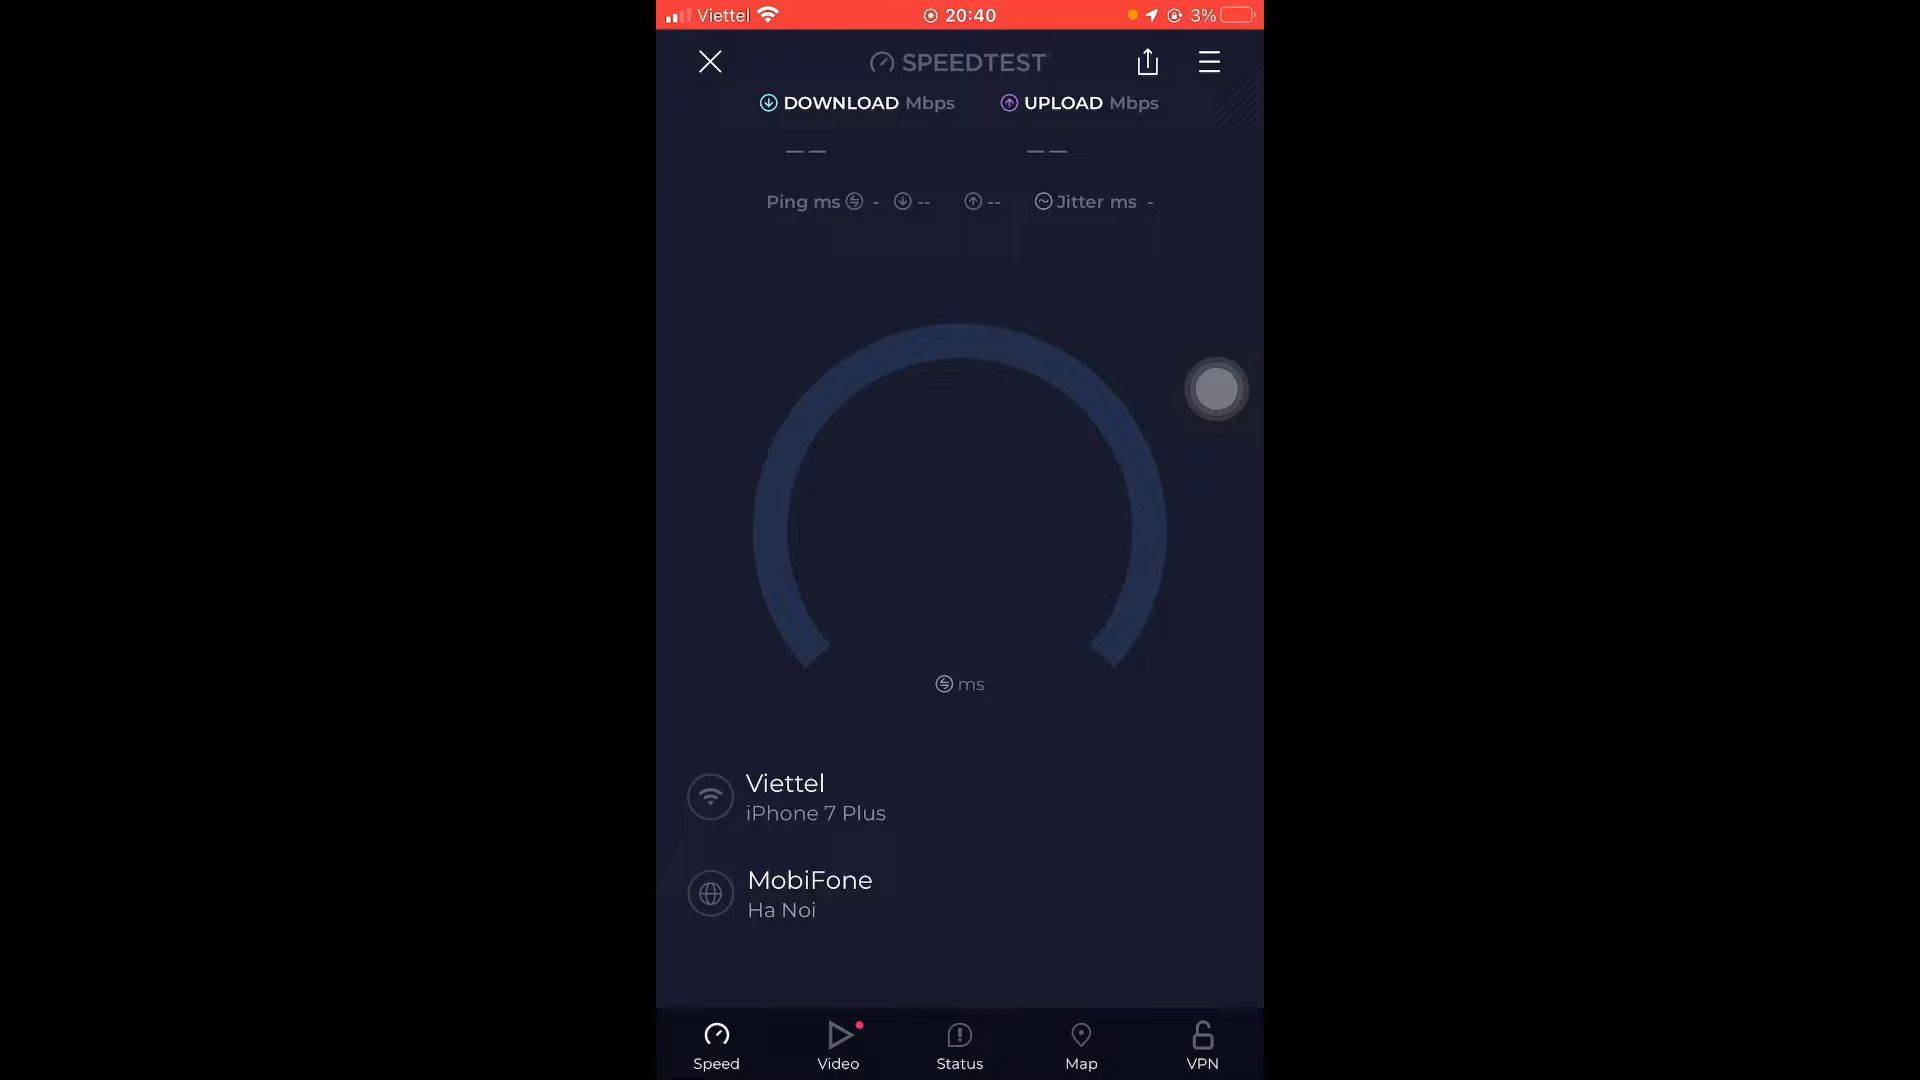 Viettel 20:40 3%
SPEEDTEST
DOWNLOAD Mbps UPLOAD Mbps
— — — —
Ping ms - -- -- Jitter ms -
ms
Viettel
iPhone 7 Plus
MobiFone
Ha Noi
Speed Video Status Map VPN